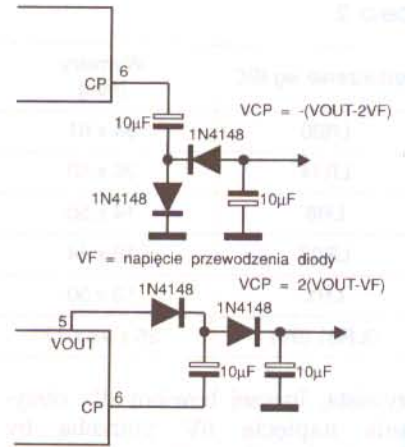 CP
6
10µF
VCP = -(VOUT-2VF)
1N4148
1N4148
10µF
VF = napięcie przewodzenia diody
VCP = 2(VOUT-VF)
1N4148
1N4148
5
VOUT
10µF
10µF
CP
6